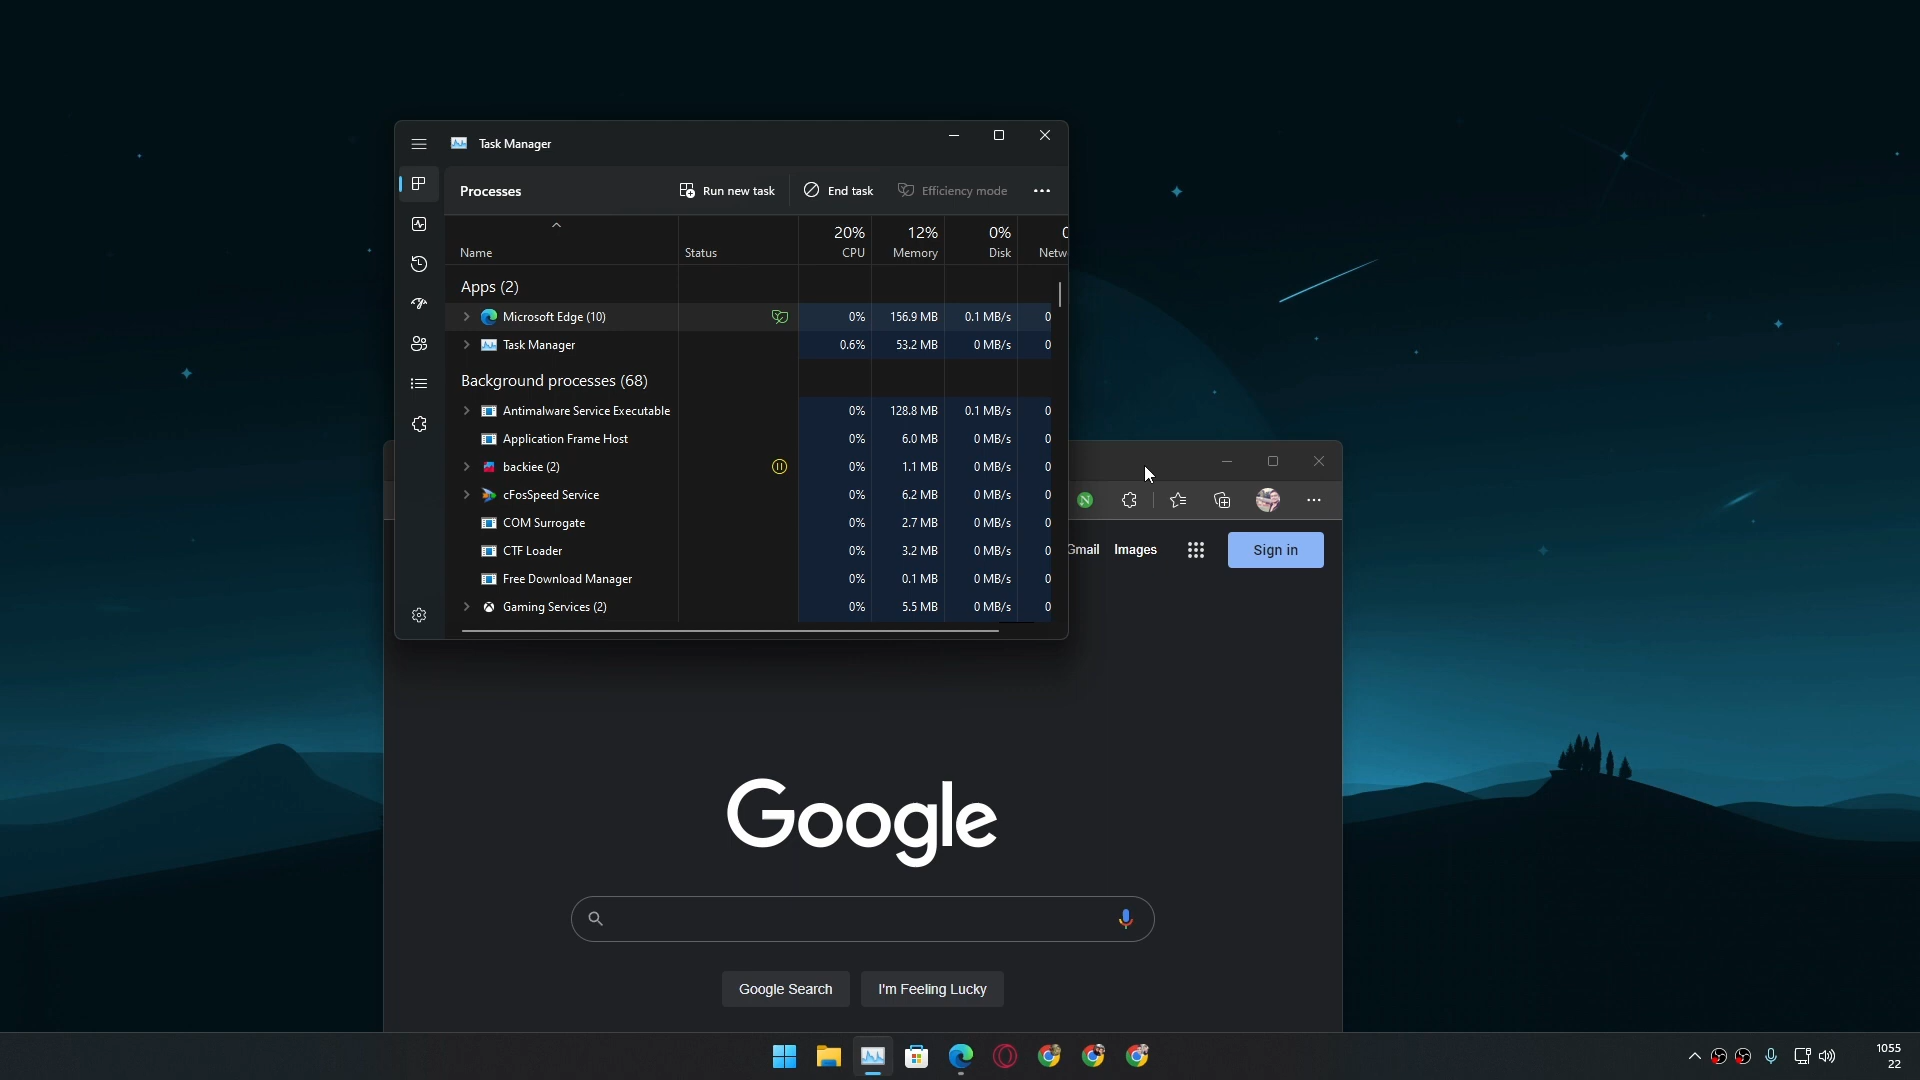 Task Manager
Processes
Run new task
End task
Efficiency mode
20% 12% 0% 0
Name Status CPU Memory Disk Netw
Apps (2)
Microsoft Edge (10) 0% 156.9 MB 0.1 MB/s 0
Task Manager 0.6% 53.2 MB 0 MB/s 0
Background processes (68)
Antimalware Service Executable 0% 128.8 MB 0.1 MB/s 0
Application Frame Host 0% 6.0 MB 0 MB/s 0
backiee (2) 0% 1.1 MB 0 MB/s 0
cFosSpeed Service 0% 6.2 MB 0 MB/s 0
COM Surrogate 0% 2.7 MB 0 MB/s 0
CTF Loader 0% 3.2 MB 0 MB/s 0
Free Download Manager 0% 0.1 MB 0 MB/s 0
Gaming Services (2) 0% 5.5 MB 0 MB/s 0
N
Gmail Images Sign in
Google
Google Search I'm Feeling Lucky
1055
22